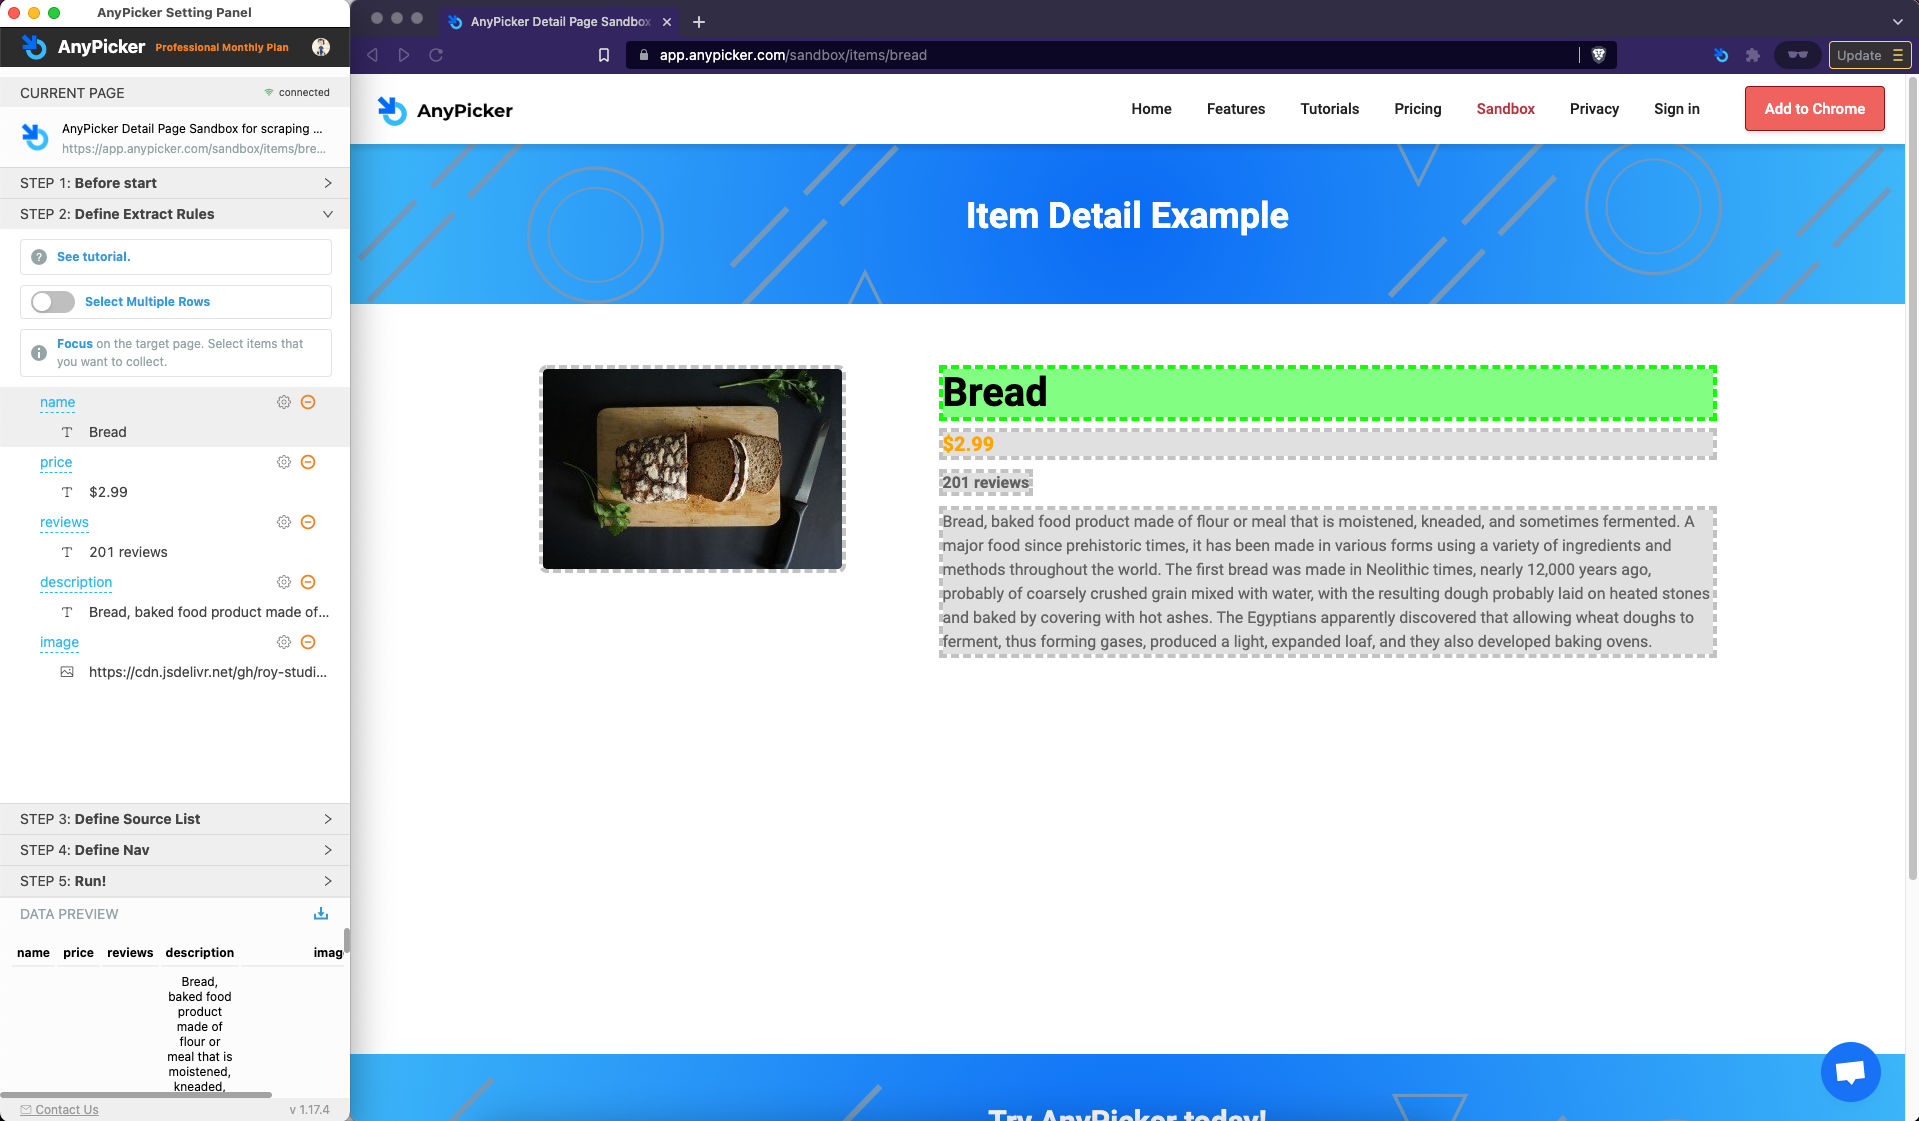 AnyPicker Setting Panel
AnyPicker Professional Monthly Plan
CURRENT PAGE connected
AnyPicker Detail Page Sandbox for scraping ...
https://app.anypicker.com/sandbox/items/bre...
STEP 1: Before start
STEP 2: Define Extract Rules
See tutorial.
Select Multiple Rows
Focus on the target page. Select items that
you want to collect.
name
Bread
price
$2.99
reviews
201 reviews
description
Bread, baked food product made of...
image
https://cdn.jsdelivr.net/gh/roy-studi...
STEP 3: Define Source List
STEP 4: Define Nav
STEP 5: Run!
DATA PREVIEW
name price reviews description imag
Bread,
baked food
product
made of
flour or
meal that is
moistened,
kneaded,
Contact Us v 1.17.4
AnyPicker Detail Page Sandbox
app.anypicker.com/sandbox/items/bread
Update
AnyPicker
Home Features Tutorials Pricing Sandbox Privacy Sign in Add to Chrome
Item Detail Example
Bread
$2.99
201 reviews
Bread, baked food product made of flour or meal that is moistened, kneaded, and sometimes fermented. A
major food since prehistoric times, it has been made in various forms using a variety of ingredients and
methods throughout the world. The first bread was made in Neolithic times, nearly 12,000 years ago,
probably of coarsely crushed grain mixed with water, with the resulting dough probably laid on heated stones
and baked by covering with hot ashes. The Egyptians apparently discovered that allowing wheat doughs to
ferment, thus forming gases, produced a light, expanded loaf, and they also developed baking ovens.
Try AnyPicker today!